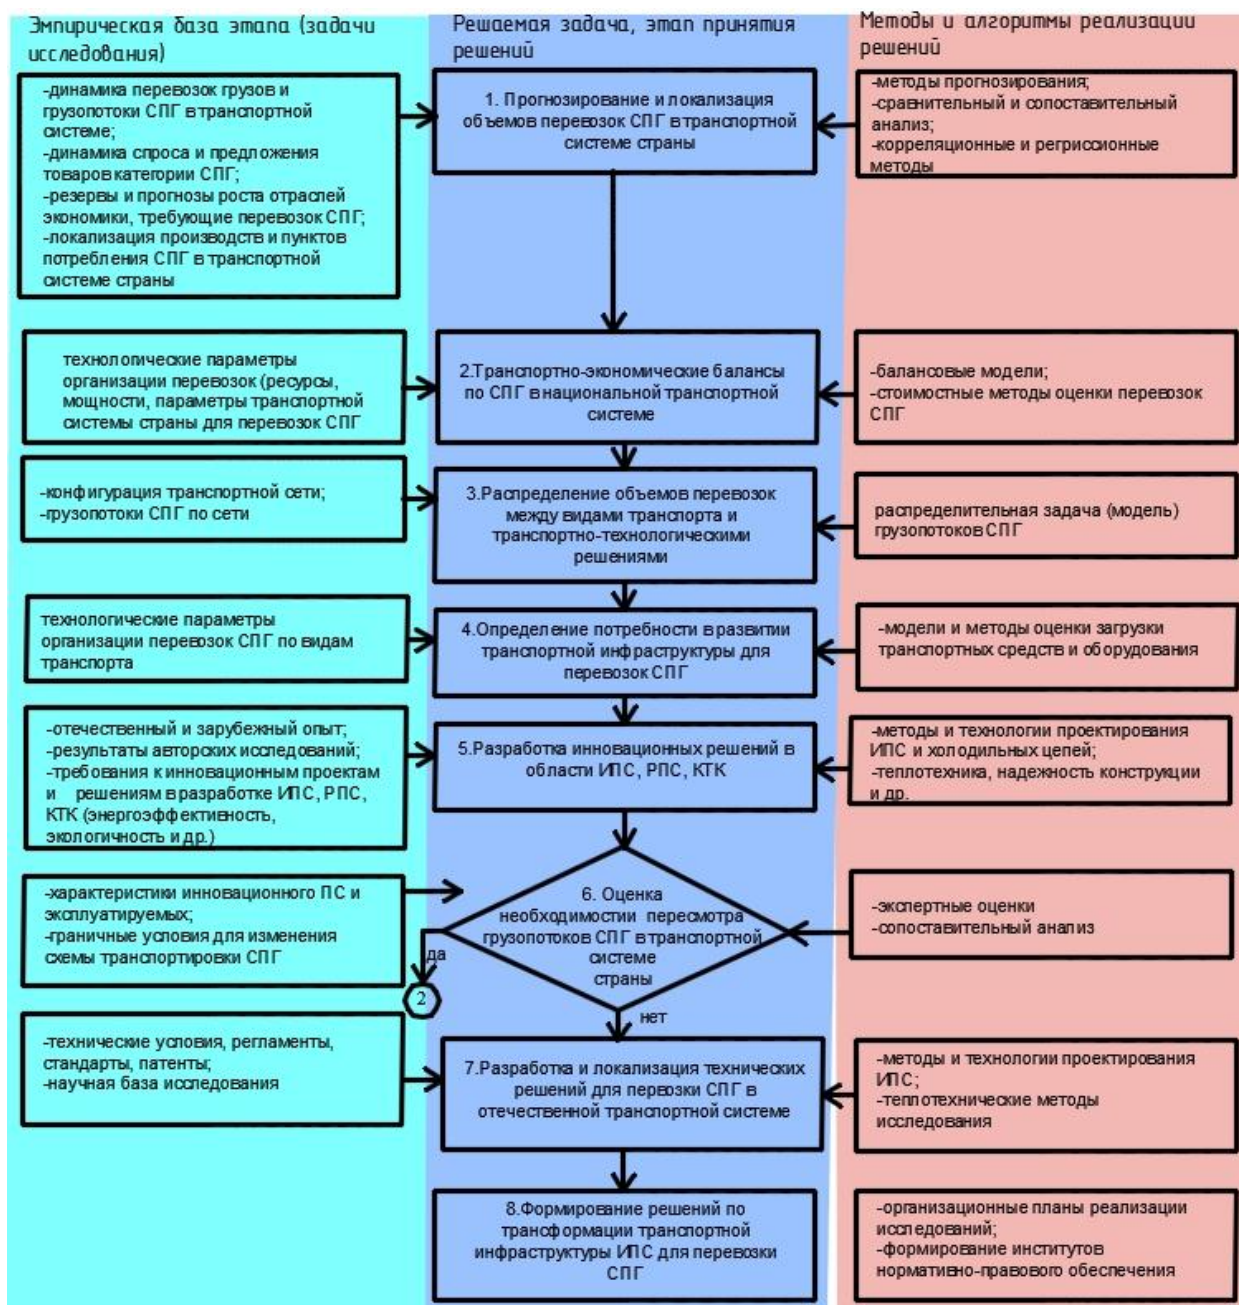 Эмпирическая база этапа (задачи
исследования)
Решаемая задача, этап принятия
решений
Методы и алгоритмы реализации
решений
-динамика перевозок грузов и
грузопотоки СПГ в транспортной
системе;
-динамика спроса и предложения
товаров категории СПГ;
-резервы и прогнозы роста отраслей
экономики, требующие перевозок СПГ;
-локализация производств и пунктов
потребления СПГ в транспортной
системе страны
1. Прогнозирование и локализация
объемов перевозок СПГ в транспортной
системе страны
-методы прогнозирования;
-сравнительный и сопоставительный
анализ;
-корреляционные и регриссионные
методы
технологические параметры
организации перевозок (ресурсы,
мощности, параметры транспортной
системы страны для перевозок СПГ
2.Транспортно-экономические балансы
по СПГ в национальной транспортной
системе
-балансовые модели;
-стоимостные методы оценки перевозок
СПГ
-конфигурация транспортной сети;
-грузопотоки СПГ по сети
3.Распределение объемов перевозок
между видами транспорта и
транспортно-технологическими
решениями
распределительная задача (модель)
грузопотоков СПГ
технологические параметры
организации перевозок СПГ по видам
транспорта
4.Определение потребности в развитии
транспортной инфраструктуры для
перевозок СПГ
-модели и методы оценки загрузки
транспортных средств и оборудования
-отечественный и зарубежный опыт;
-результаты авторских исследований;
-требования к инновационным проектам
и решениям в разработке ИПС, РПС,
КТК (энергоэффективность,
экологичность и др.)
5.Разработка инновационных решений в
области ИПС, РПС, КТК
-методы и технологии проектирования
ИПС и холодильных цепей;
-теплотехника, надежность конструкции
и др.
-характеристики инновационного ПС и
эксплуатируемых;
-граничные условия для изменения
схемы транспортировки СПГ
6. Оценка
необходимостии пересмотра
грузопотоков СПГ в транспортной
системе
страны
-экспертные оценки
-сопоставительный анализ
да
2
нет
-технические условия, регламенты,
стандарты, патенты;
-научная база исследования
7.Разработка и локализация технических
решений для первозки СПГ в
отечественной транспортной системе
-методы и технологии проектирования
ИПС;
-теплотехнические методы
исследования
8.Формирование решений по
трансформации транспортной
инфраструктуры ИПС для перевозки
СПГ
-организационные планы реализации
исследований;
-формирование институтов
нормативно-правового обеспечения